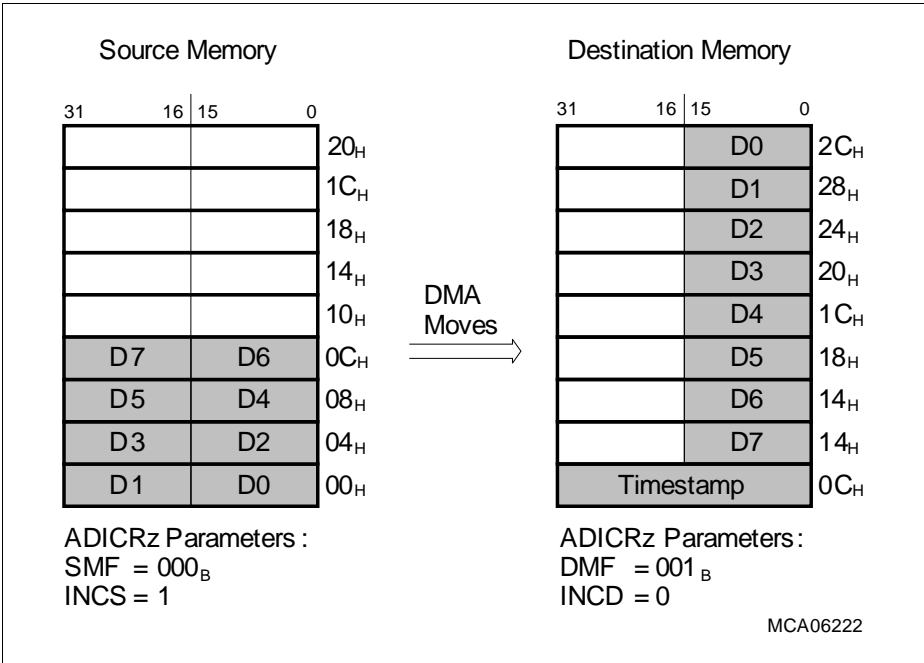 Source Memory
Destination Memory
31 16 15 0
31 16 15 0
20H
D0 2CH
1CH
D1 28H
18H
D2 24H
14H
D3 20H
10H
D4 1CH
DMA
Moves
D7 D6 0CH
D5 18H
D5 D4 08H
D6 14H
D3 D2 04H
D7 14H
D1 D0 00H
Timestamp 0CH
ADICRz Parameters :
SMF = 000B
INCS = 1
ADICRz Parameters :
DMF = 001 B
INCD = 0
MCA06222